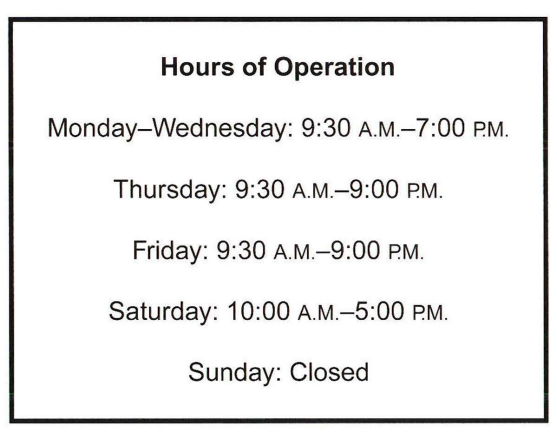 Hours of Operation
Monday–Wednesday: 9:30 A.M.–7:00 P.M.
Thursday: 9:30 A.M.–9:00 P.M.
Friday: 9:30 A.M.–9:00 P.M.
Saturday: 10:00 A.M.–5:00 P.M.
Sunday: Closed